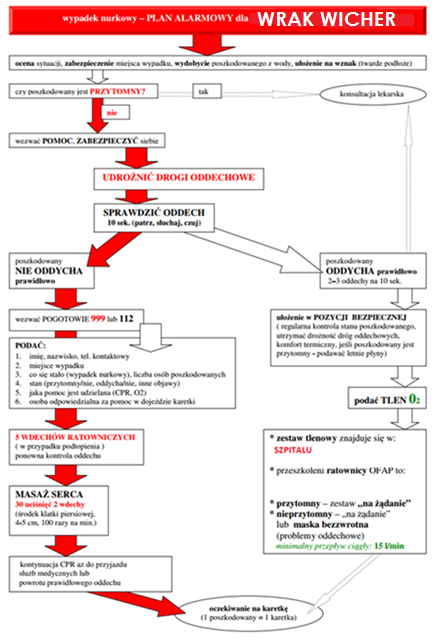 wypadek nurkowy – PLAN ALARMOWY dla WRAK WICHER
ocena sytuacji, zabezpieczenie miejsca wypadku, wydobycie poszkodowanego z wody, ułożenie na wznak (twarde podłoże)
czy poszkodowany jest PRZYTOMNY?
tak
konsultacja lekarska
nie
wezwać POMOC, ZABEZPIECZYĆ siebie
UDROŻNIĆ DROGI ODDECHOWE
SPRAWDZIĆ ODDECH
10 sek. (patrz, słuchaj, czuj)
poszkodowany
NIE ODDYCHA
prawidłowo
poszkodowany
ODDYCHA prawidłowo
2-3 oddechy na 10 sek.
wezwać POGOTOWIE 999 lub 112
PODAĆ:
1. imię, nazwisko, tel. kontaktowy
2. miejsce wypadku
3. co się stało (wypadek nurkowy), liczba osób poszkodowanych
4. stan (przytomny/nie, oddycha/nie, inne objawy)
5. jaka pomoc jest udzielana (CPR, O2)
6. osoba odpowiedzialna za pomoc w dojeździe karetki
ułożenie w POZYCJI BEZPIECZNEJ
( regularna kontrola stanu poszkodowanego,
utrzymać drozność dróg oddechowych,
komfort termiczny, jeśli poszkodowany jest
przytomny - podawać letnie płyny)
podać TLEN O2
5 WDECHÓW RATOWNICZYCH
( w przypadku podtopienia )
ponowna kontrola oddechu
MASAŻ SERCA
30 uciśnięć 2 wdechy
(środek klatki piersiowej,
4-5 cm, 100 razy na min.)
* zestaw tlenowy znajduje się w:
SZPITALU
* przeszkoleni ratownicy OFAP to:
* przytomny – zestaw „na żądanie”
* nieprzytomny – „na żądanie”
lub maska bezzwrotna
(problemy oddechowe)
minimalny przepływ ciągły: 15 l/min
kontynuacja CPR aż do przyjazdu
służb medycznych lub
powrotu prawidłowego oddechu
oczekiwanie na karetkę
(1 poszkodowany = 1 karetka)